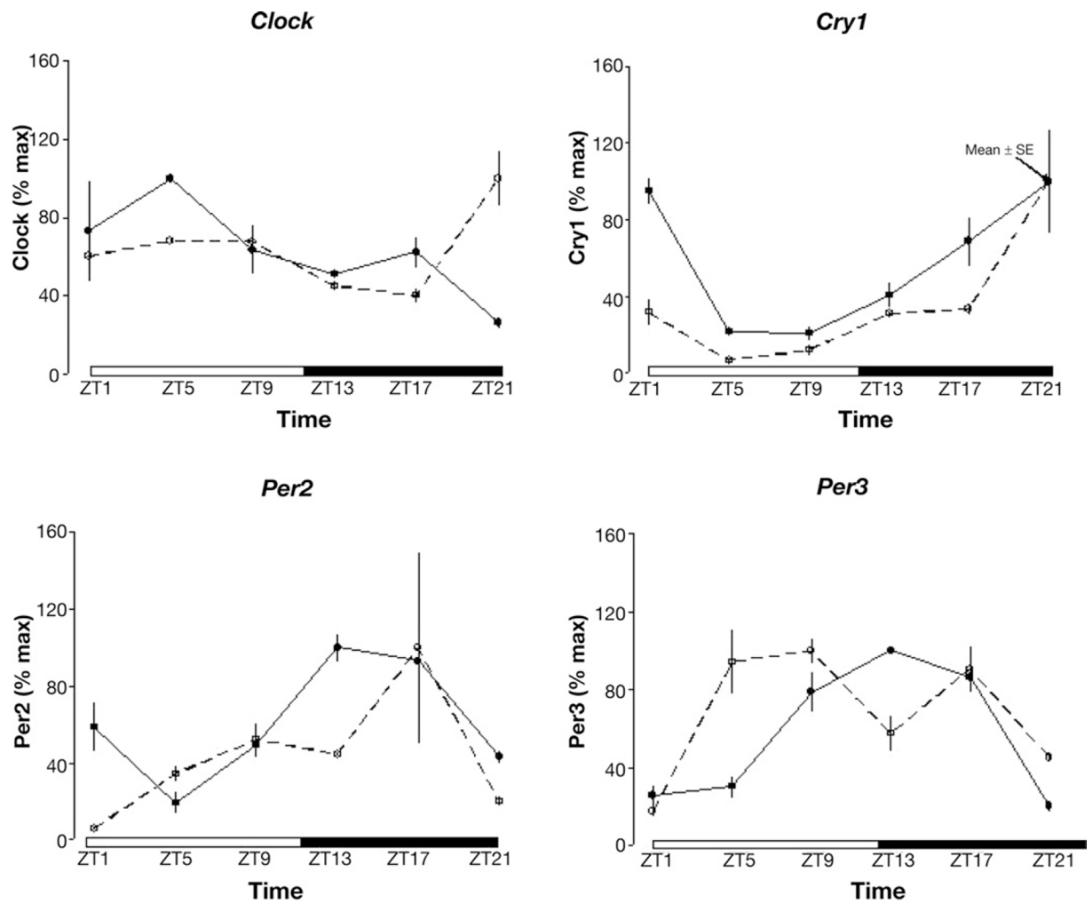 Clock
Clock (% max)
160
120
80
40
0
ZT1 ZT5 ZT9 ZT13 ZT17 ZT21
Time
Cry1
Cry1 (% max)
160
120
80
40
0
Mean ± SE
ZT1 ZT5 ZT9 ZT13 ZT17 ZT21
Time
Per2
Per2 (% max)
160
120
80
40
0
ZT1 ZT5 ZT9 ZT13 ZT17 ZT21
Time
Per3
Per3 (% max)
160
120
80
40
0
ZT1 ZT5 ZT9 ZT13 ZT17 ZT21
Time